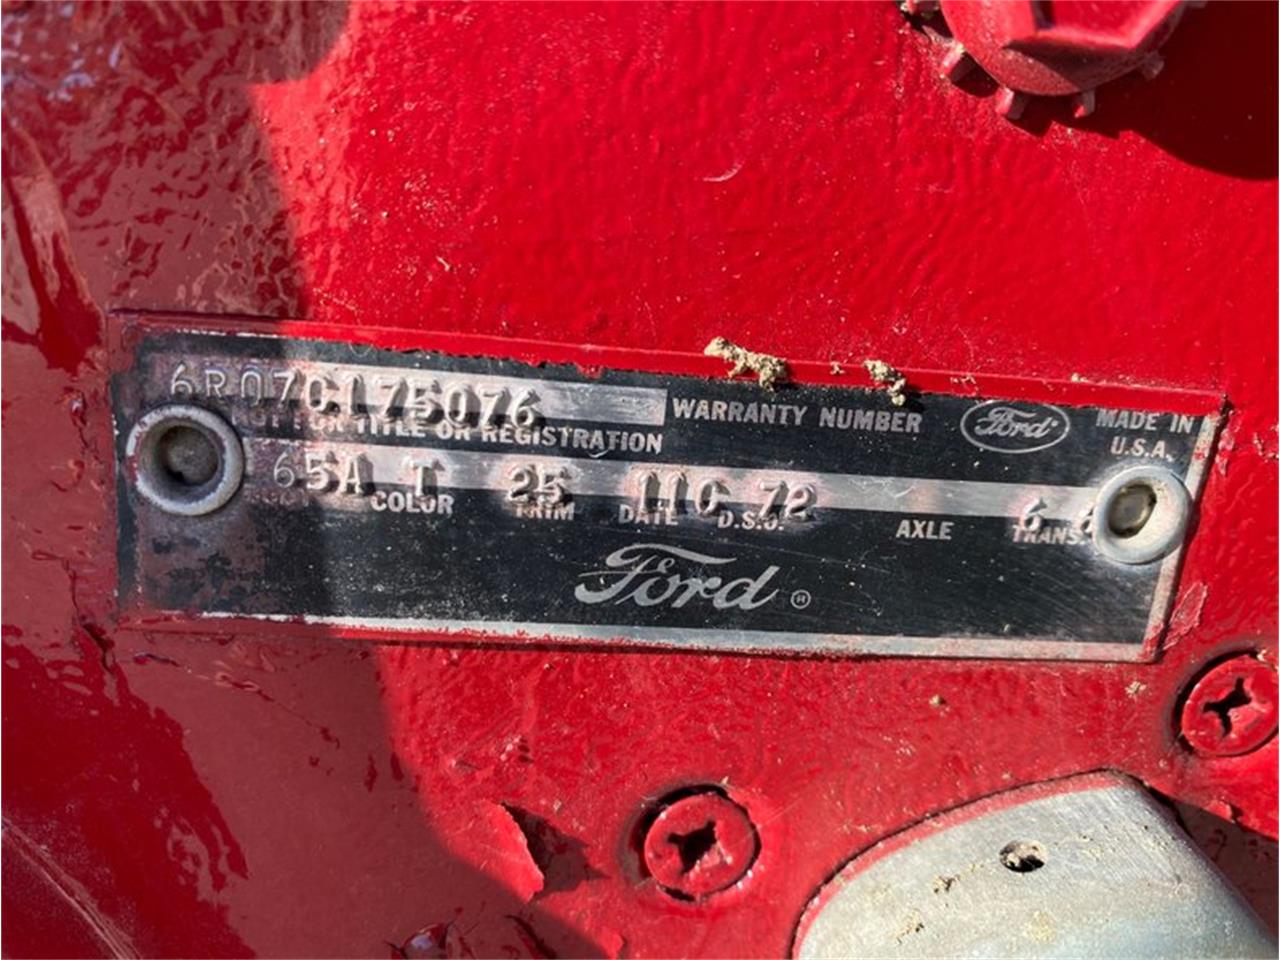 6R07C175076 WARRANTY NUMBER Ford MADE IN U.S.A.
NOT FOR TITLE OR REGISTRATION
65A T 25 11C 72 6
COLOR TRIM DATE D.S.O. AXLE TRANS.
Ford ®